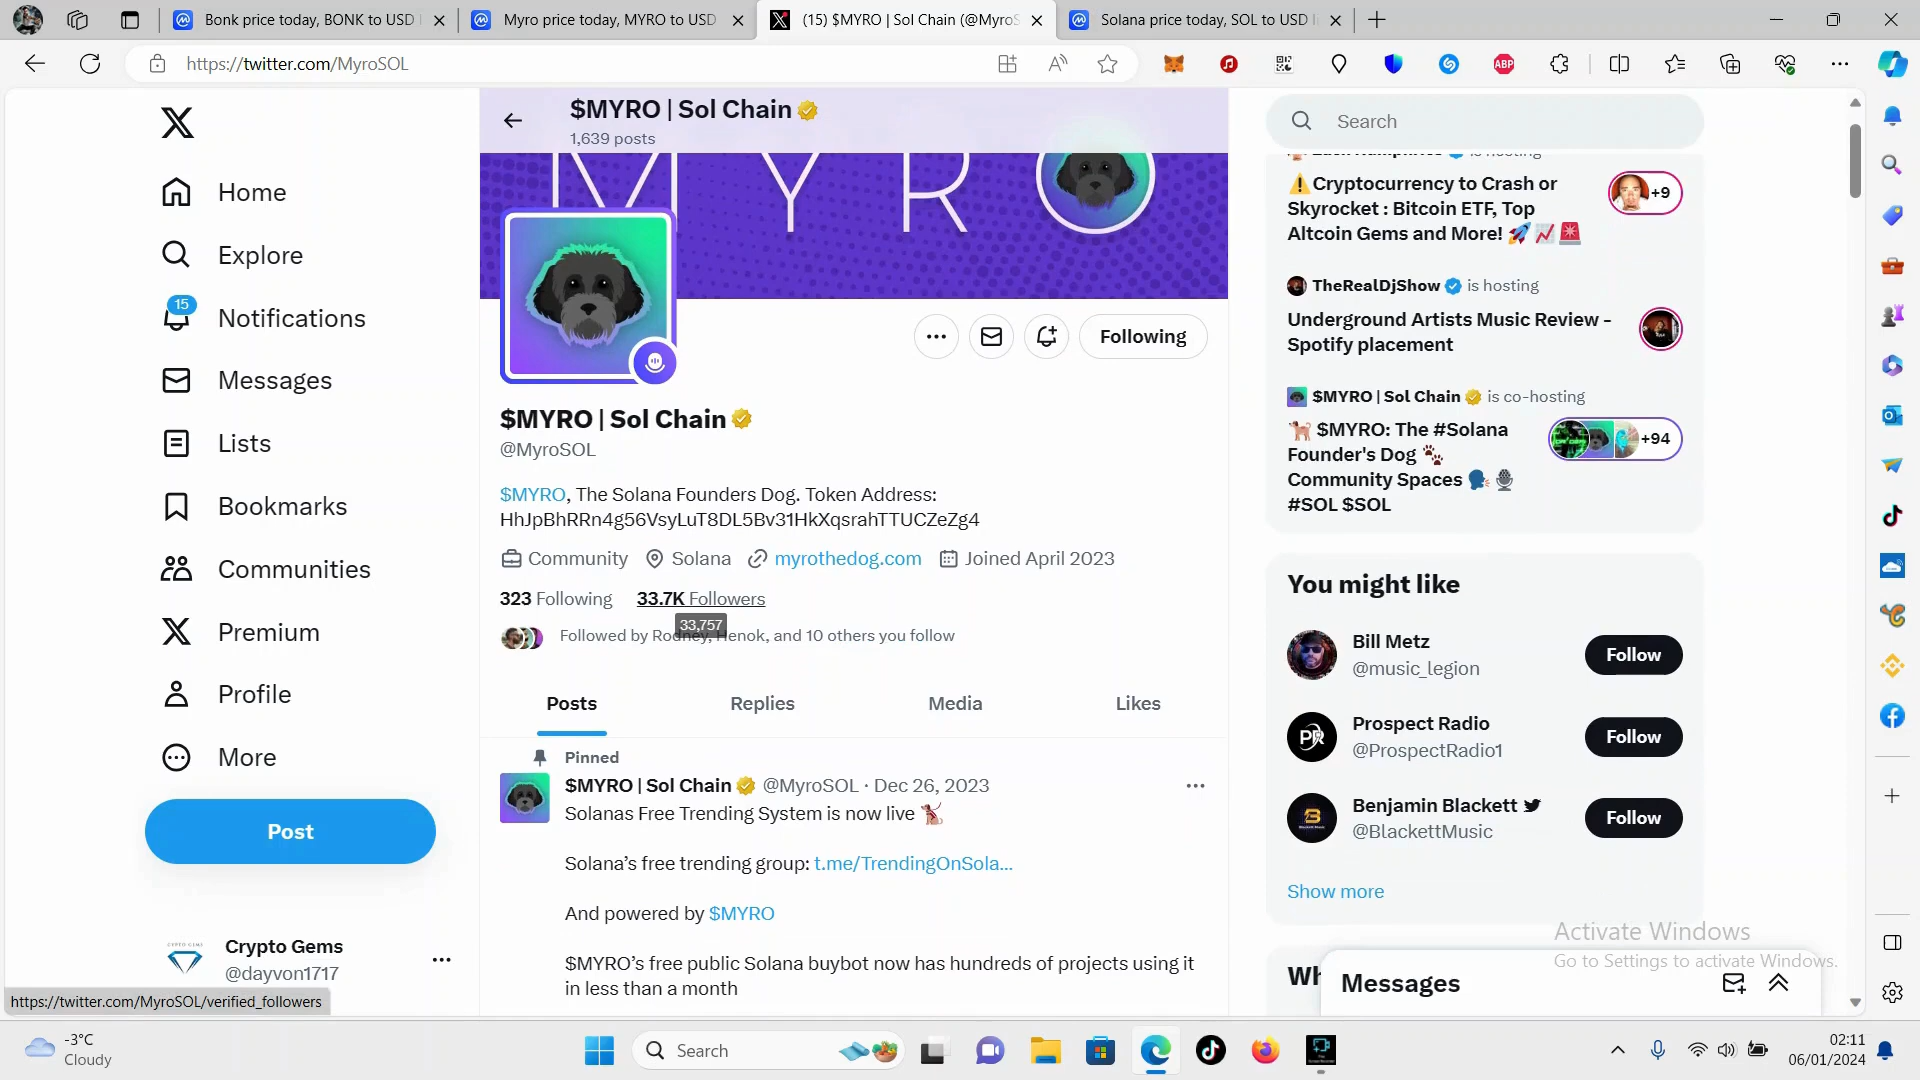 Bonk price today, BONK to USD
Myro price today, MYRO to USD
(15) $MYRO | Sol Chain (@MyroS
Solana price today, SOL to USD li
https://twitter.com/MyroSOL
ABP
X
Home
Explore
15
Notifications
Messages
Lists
Bookmarks
Communities
Premium
Profile
More
Post
Crypto Gems
@dayvon1717
https://twitter.com/MyroSOL/verified_followers
$MYRO | Sol Chain
1,639 posts
MYRO
Following
$MYRO | Sol Chain
@MyroSOL
$MYRO, The Solana Founders Dog. Token Address:
HhJpBhRRn4g56VsyLuT8DL5Bv31HkXqsrahTTUCZeZg4
Community Solana myrothedog.com Joined April 2023
323 Following 33.7K Followers
33,757
Followed by Rodney, Henok, and 10 others you follow
Posts Replies Media Likes
Pinned
$MYRO | Sol Chain @MyroSOL · Dec 26, 2023
Solanas Free Trending System is now live
Solana’s free trending group: t.me/TrendingOnSola...
And powered by $MYRO
$MYRO’s free public Solana buybot now has hundreds of projects using it
in less than a month
Search
is hosting
⚠️Cryptocurrency to Crash or
Skyrocket : Bitcoin ETF, Top
Altcoin Gems and More! 🚀📈🚨
+9
TheRealDjShow is hosting
Underground Artists Music Review -
Spotify placement
$MYRO | Sol Chain is co-hosting
🐕 $MYRO: The #Solana
Founder's Dog 🐾
Community Spaces 🗣️🎙️
#SOL $SOL
+94
You might like
Bill Metz
@music_legion
Follow
PR
Prospect Radio
@ProspectRadio1
Follow
Benjamin Blackett
@BlackettMusic
Follow
Show more
Activate Windows
Go to Settings to activate Windows.
Wh
Messages
-3°C
Cloudy
Search
02:11
06/01/2024